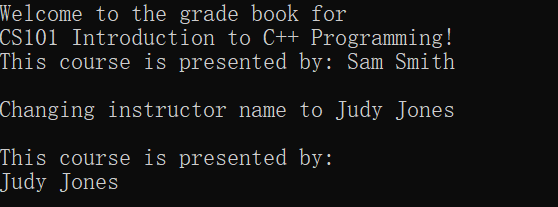 Welcome to the grade book for
CS101 Introduction to C++ Programming!
This course is presented by: Sam Smith
Changing instructor name to Judy Jones
This course is presented by:
Judy Jones